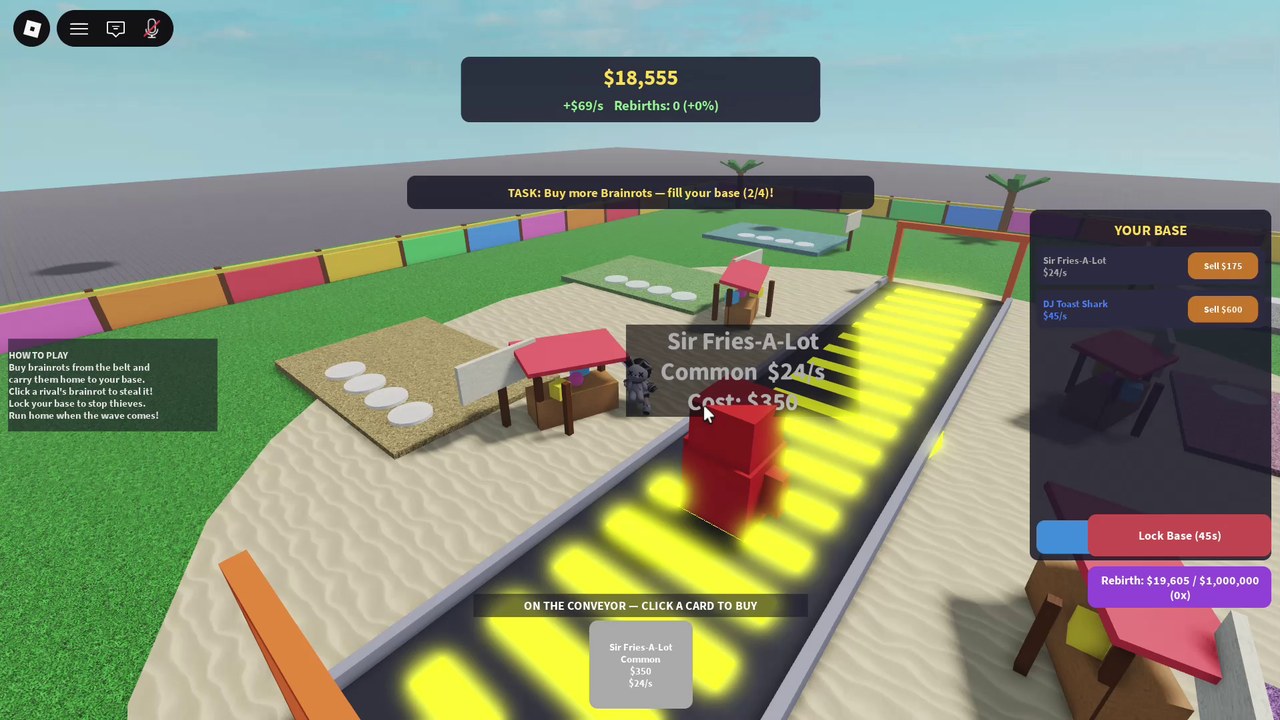 $18,555
+$69/s Rebirths: 0 (+0%)
TASK: Buy more Brainrots — fill your base (2/4)!
YOUR BASE
Sir Fries-A-Lot
$24/s
Sell $175
DJ Toast Shark
$45/s
Sell $600
HOW TO PLAY
Buy brainrots from the belt and
carry them home to your base.
Click a rival's brainrot to steal it!
Lock your base to stop thieves.
Run home when the wave comes!
Sir Fries-A-Lot
Common $24/s
Cost: $350
Lock Base (45s)
Rebirth: $19,605 / $1,000,000
(0x)
ON THE CONVEYOR — CLICK A CARD TO BUY
Sir Fries-A-Lot
Common
$350
$24/s